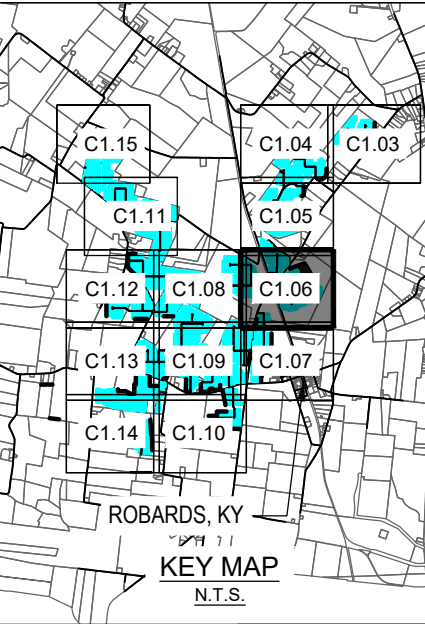 C1.15
C1.04
C1.03
C1.11
C1.05
C1.12
C1.08
C1.06
C1.13
C1.09
C1.07
C1.14
C1.10
ROBARDS, KY
KEY MAP
N.T.S.